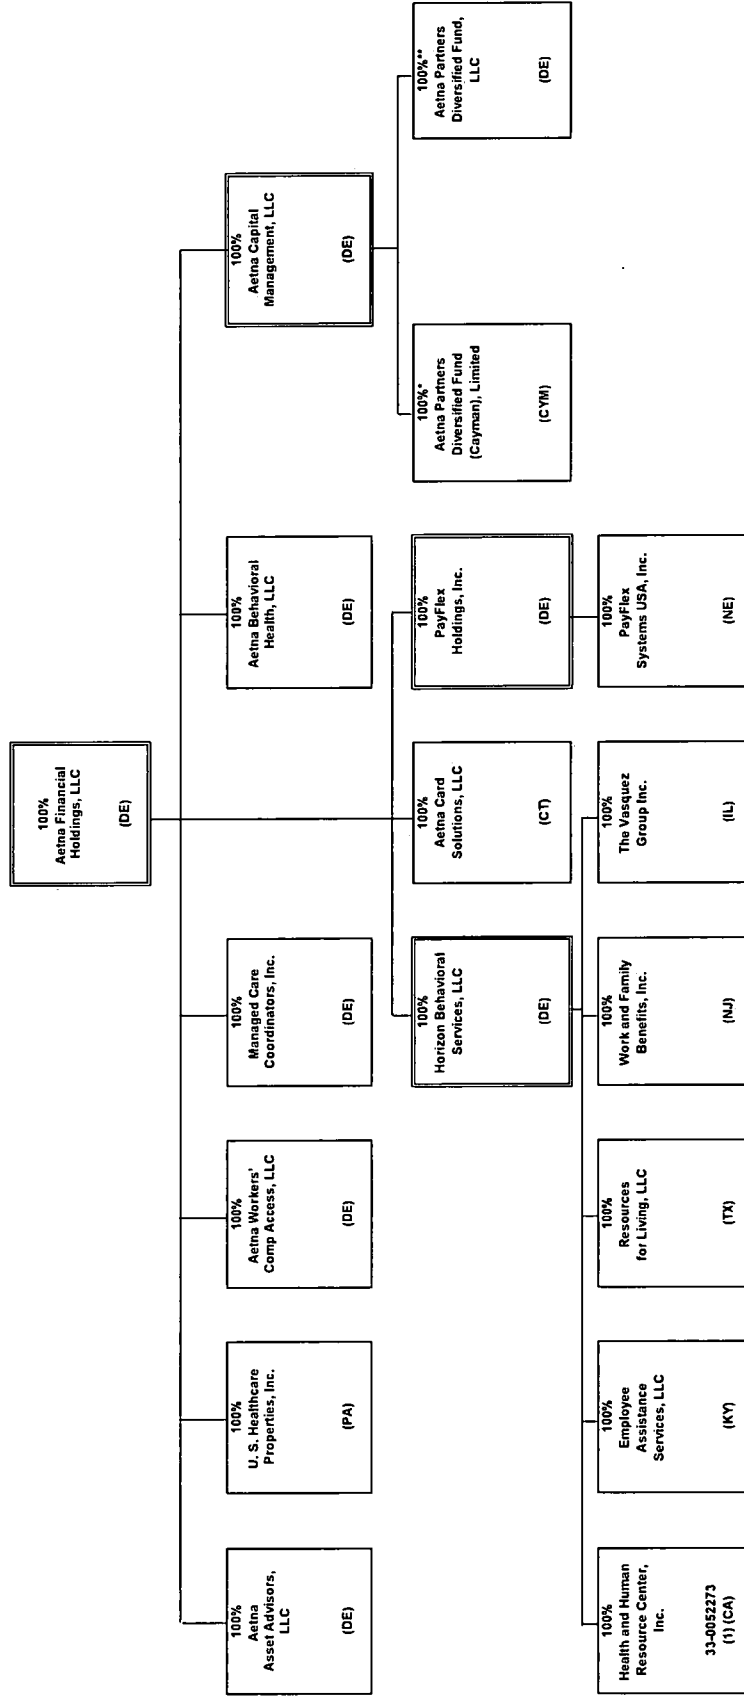 100%
Aetna Financial
Holdings, LLC
(DE)
100%
Aetna
Asset Advisors,
LLC
(DE)
100%
U. S. Healthcare
Properties, Inc.
(PA)
100%
Aetna Workers'
Comp Access, LLC
(DE)
100%
Managed Care
Coordinators, Inc.
(DE)
100%
Aetna Behavioral
Health, LLC
(DE)
100%
Aetna Capital
Management, LLC
(DE)
100%
Horizon Behavioral
Services, LLC
(DE)
100%
Aetna Card
Solutions, LLC
(CT)
100%
PayFlex
Holdings, Inc.
(DE)
100%*
Aetna Partners
Diversified Fund
(Cayman), Limited
(CYM)
100%**
Aetna Partners
Diversified Fund,
LLC
(DE)
100%
Health and Human
Resource Center,
Inc.
33-0052273
(1) (CA)
100%
Employee
Assistance
Services, LLC
(KY)
100%
Resources
for Living, LLC
(TX)
100%
Work and Family
Benefits, Inc.
(NJ)
100%
The Vasquez
Group Inc.
(IL)
100%
PayFlex
Systems USA, Inc.
(NE)